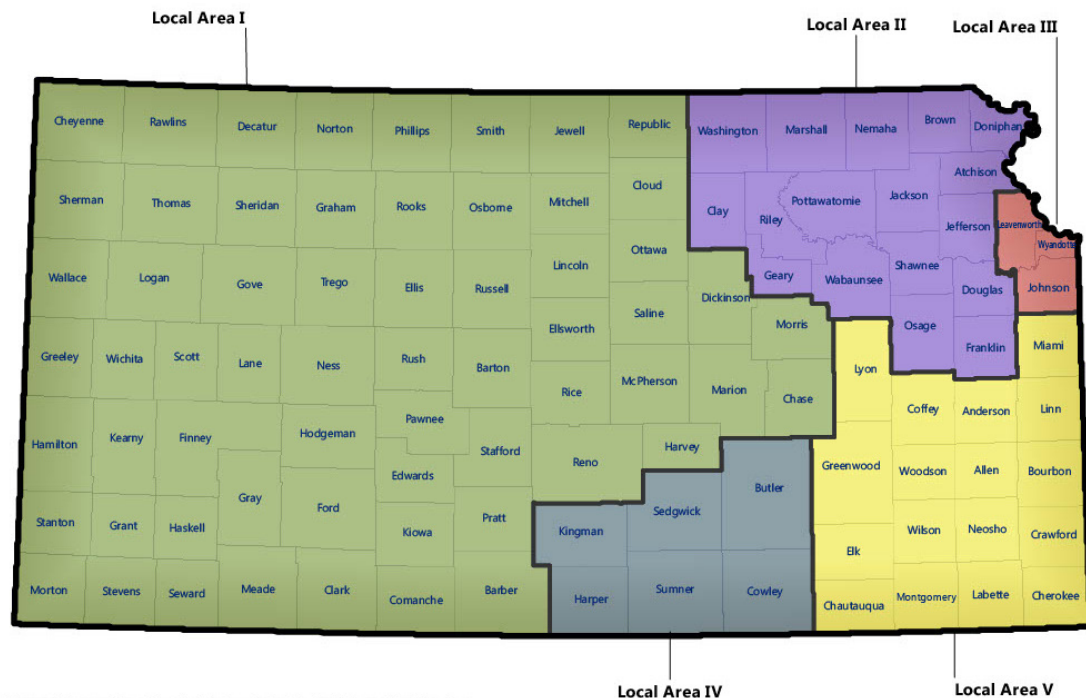 Local Area I
Local Area II
Local Area III
Cheyenne Rawlins Decatur Norton Phillips Smith Jewell Republic Washington Marshall Nemaha Brown Doniphan
Atchison
Sherman Thomas Sheridan Graham Rooks Osborne Mitchell Cloud Clay Riley Pottawatomie Jackson Jefferson Leavenworth Wyandotte
Wallace Logan Gove Trego Ellis Russell Lincoln Ottawa Dickinson Geary Wabaunsee Shawnee Douglas Johnson
Greeley Wichita Scott Lane Ness Rush Barton Ellsworth Saline Morris Osage Franklin Miami
Rice McPherson Marion Chase Lyon
Hamilton Kearny Finney Hodgeman Pawnee Stafford Reno Harvey Coffey Anderson Linn
Edwards Butler Greenwood Woodson Allen Bourbon
Stanton Grant Haskell Gray Ford Kiowa Pratt Kingman Sedgwick Wilson Neosho Crawford
Elk
Morton Stevens Seward Meade Clark Comanche Barber Harper Sumner Cowley Chautauqua Montgomery Labette Cherokee
Local Area IV
Local Area V